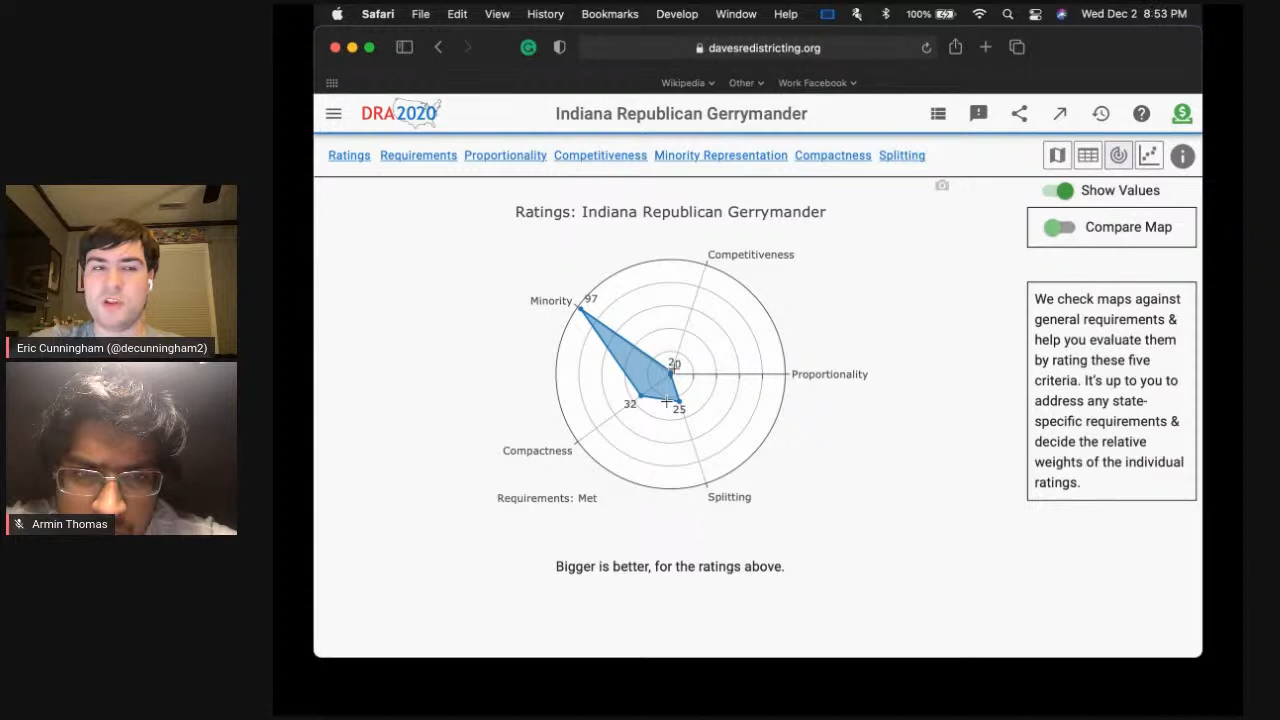 Safari File Edit View History Bookmarks Develop Window Help 100% Wed Dec 2 8:53 PM
davesredistricting.org
Wikipedia Other Work Facebook
DRA2020 Indiana Republican Gerrymander
Ratings Requirements Proportionality Competitiveness Minority Representation Compactness Splitting
Show Values
Compare Map
Ratings: Indiana Republican Gerrymander
Competitiveness
Minority 97
Proportionality
32
25
Compactness
Splitting
Requirements: Met
Bigger is better, for the ratings above.
We check maps against
general requirements &
help you evaluate them
by rating these five
criteria. It's up to you to
address any state-
specific requirements &
decide the relative
weights of the individual
ratings.
Eric Cunningham (@decunningham2)
Armin Thomas